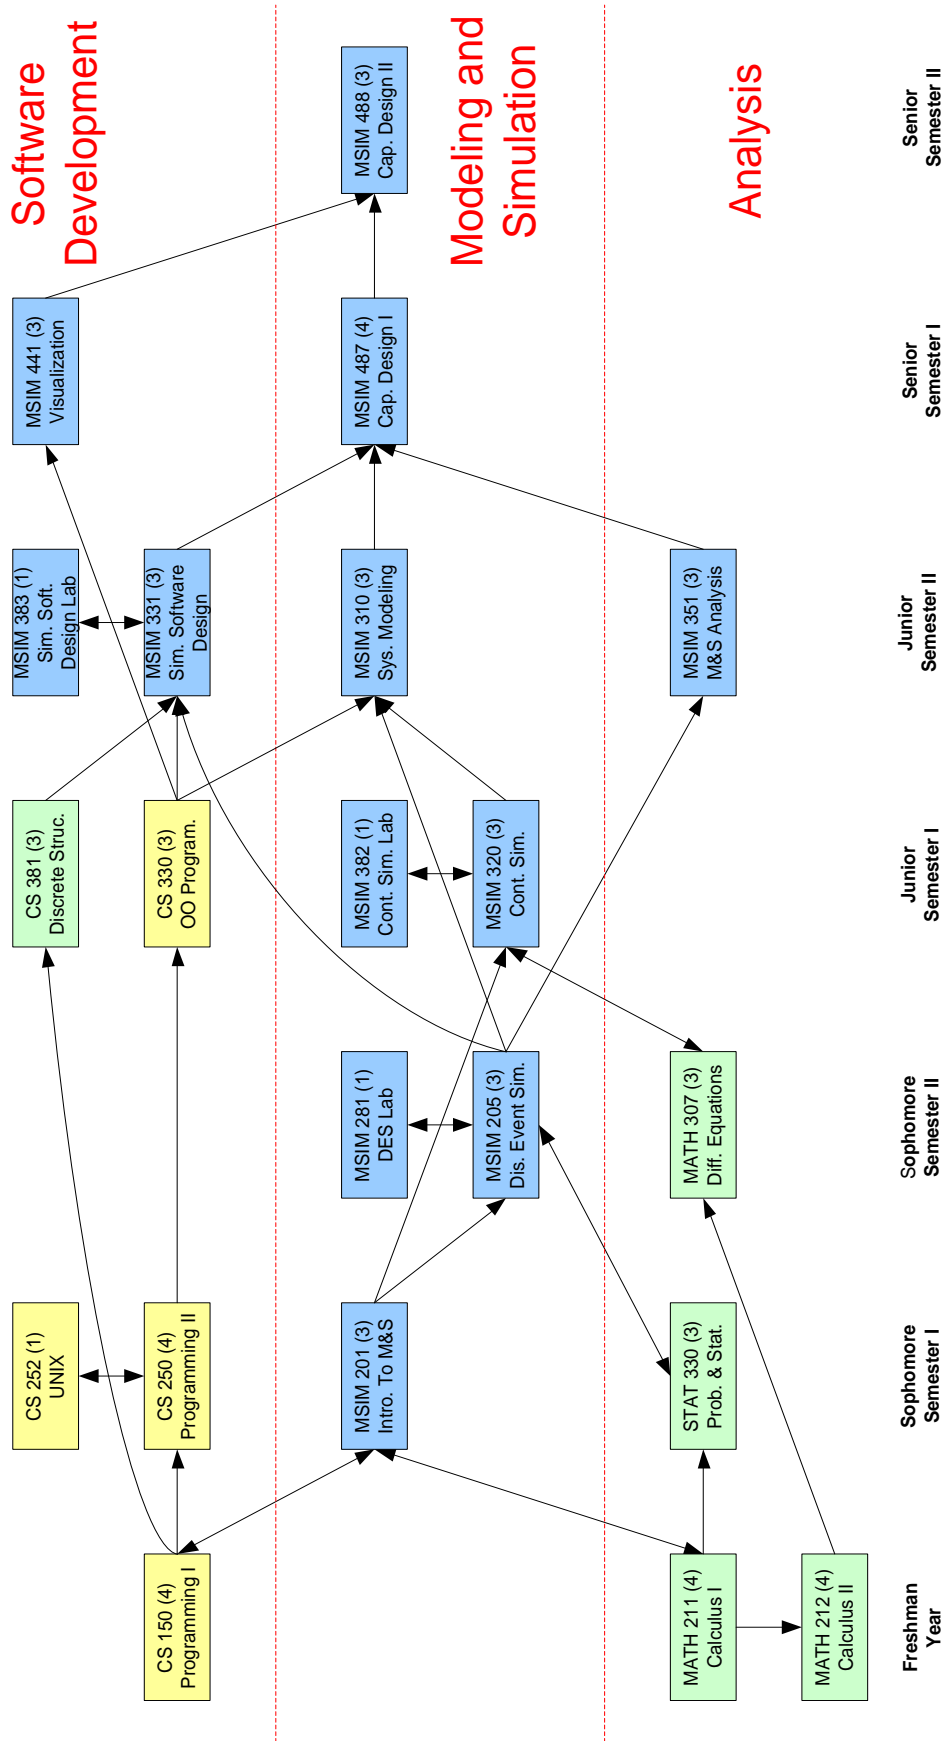 Software
Development
CS 252 (1)
UNIX
CS 381 (3)
Discrete Struc.
MSIM 383 (1)
Sim. Soft.
Design Lab
MSIM 441 (3)
Visualization
CS 150 (4)
Programming I
CS 250 (4)
Programming II
CS 330 (3)
OO Program.
MSIM 331 (3)
Sim. Software
Design
Modeling and
Simulation
MSIM 201 (3)
Intro. To M&S
MSIM 281 (1)
DES Lab
MSIM 382 (1)
Cont. Sim. Lab
MSIM 310 (3)
Sys. Modeling
MSIM 487 (4)
Cap. Design I
MSIM 488 (3)
Cap. Design II
MSIM 205 (3)
Dis. Event Sim.
MSIM 320 (3)
Cont. Sim.
Analysis
MATH 211 (4)
Calculus I
STAT 330 (3)
Prob. & Stat.
MATH 307 (3)
Diff. Equations
MSIM 351 (3)
M&S Analysis
MATH 212 (4)
Calculus II
Freshman
Year
Sophomore
Semester I
Sophomore
Semester II
Junior
Semester I
Junior
Semester II
Senior
Semester I
Senior
Semester II